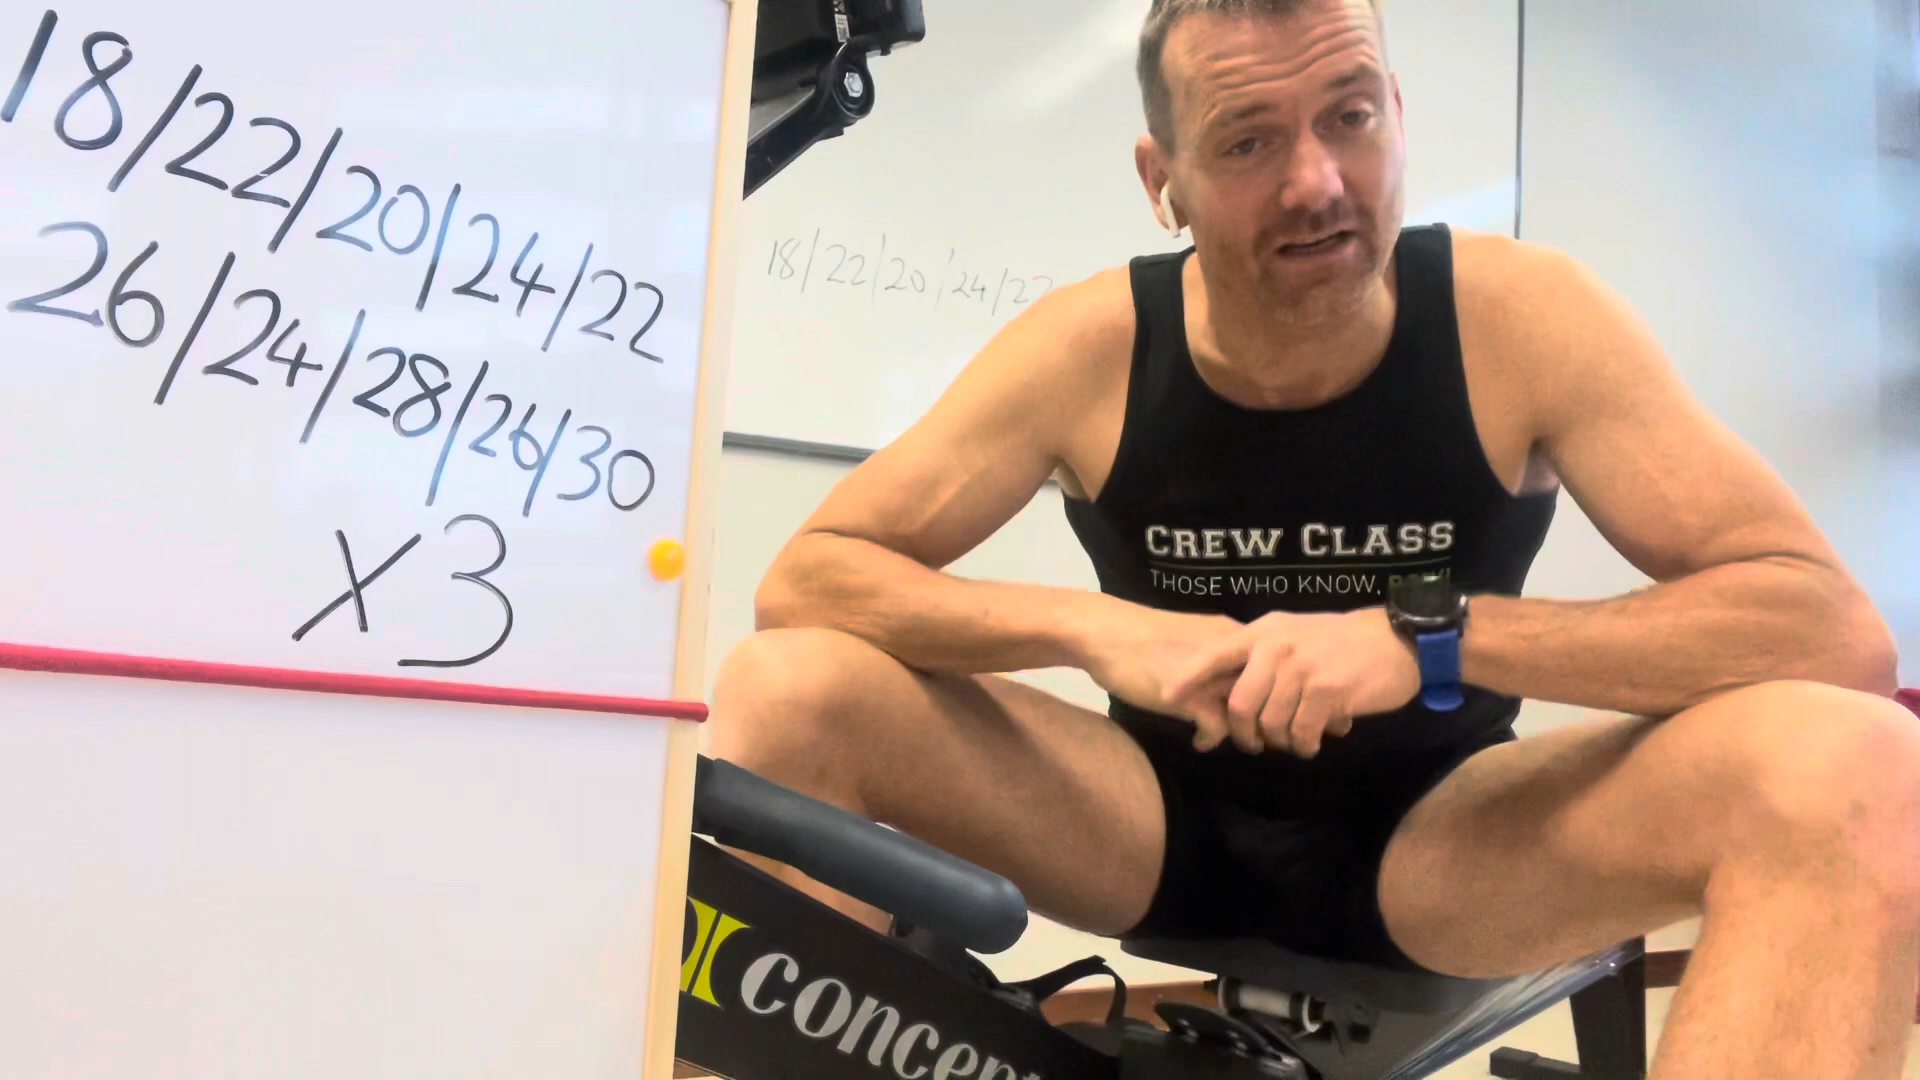 18/22/20/24/22
26/24/28/26/30
x3
18/22/20/24/22
CREW CLASS
THOSE WHO KNOW,
concep